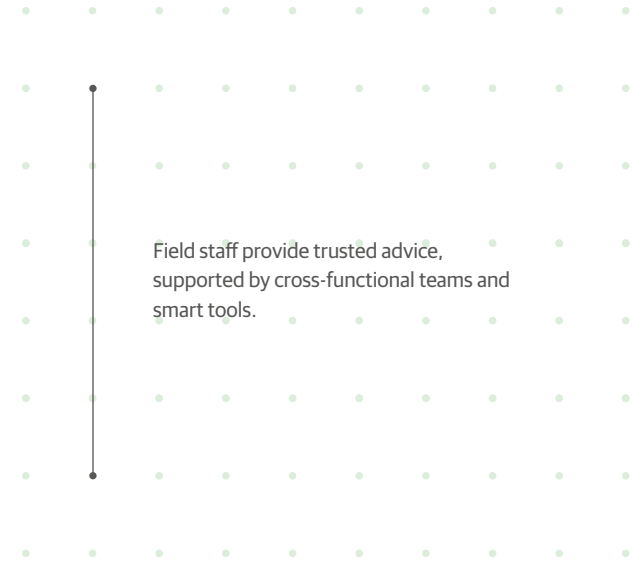 Field staff provide trusted advice,
supported by cross-functional teams and
smart tools.